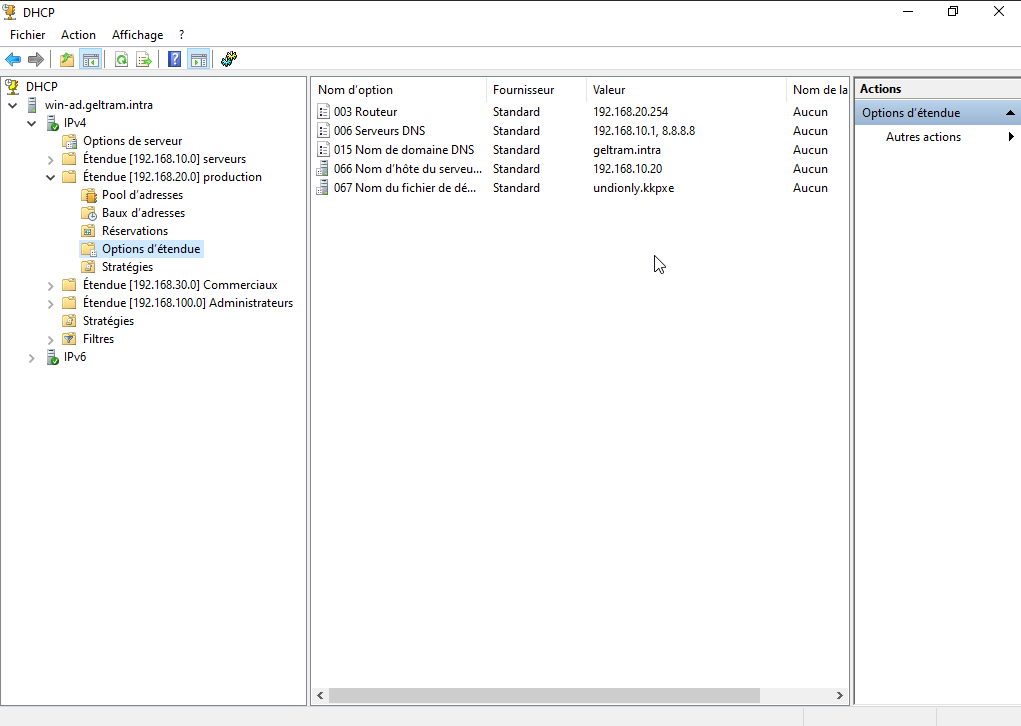 DHCP
Fichier Action Affichage ?
DHCP
win-ad.geltram.intra
IPv4
Options de serveur
Étendue [192.168.10.0] serveurs
Étendue [192.168.20.0] production
Pool d'adresses
Baux d'adresses
Réservations
Options d'étendue
Stratégies
Étendue [192.168.30.0] Commerciaux
Étendue [192.168.100.0] Administrateurs
Stratégies
Filtres
IPv6
Nom d'option Fournisseur Valeur Nom de la
003 Routeur Standard 192.168.20.254 Aucun
006 Serveurs DNS Standard 192.168.10.1, 8.8.8.8 Aucun
015 Nom de domaine DNS Standard geltram.intra Aucun
066 Nom d'hôte du serveu... Standard 192.168.10.20 Aucun
067 Nom du fichier de dé... Standard undionly.kkpxe Aucun
Actions
Options d'étendue
Autres actions